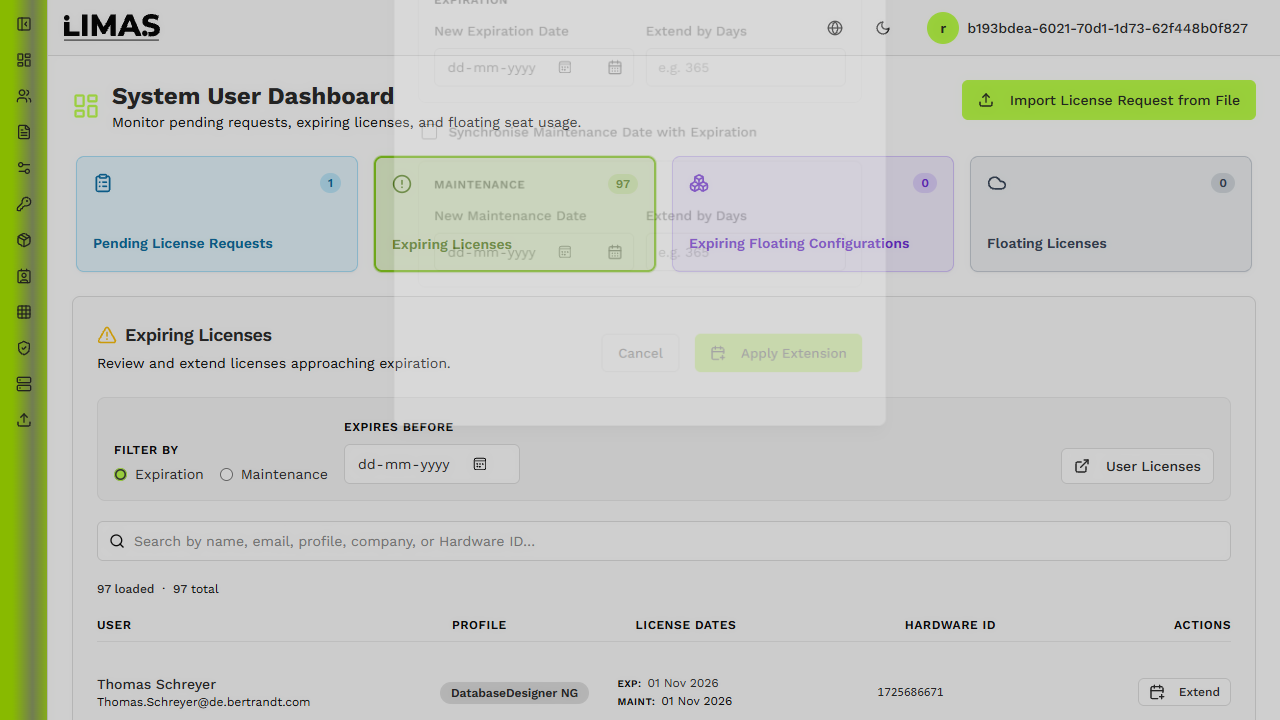 LIMAS
r
b193bdea-6021-70d1-1d73-62f448b0f827
EXPIRATION
New Expiration Date
Extend by Days
dd-mm-yyyy
e.g. 365
System User Dashboard
Monitor pending requests, expiring licenses, and floating seat usage.
Import License Request from File
Synchronise Maintenance Date with Expiration
1
Pending License Requests
97
Expiring Licenses
0
Expiring Floating Configurations
0
Floating Licenses
MAINTENANCE
New Maintenance Date
Extend by Days
dd-mm-yyyy
e.g. 365
Cancel
Apply Extension
Expiring Licenses
Review and extend licenses approaching expiration.
FILTER BY
Expiration
Maintenance
EXPIRES BEFORE
dd-mm-yyyy
User Licenses
Search by name, email, profile, company, or Hardware ID...
97 loaded · 97 total
USER PROFILE LICENSE DATES HARDWARE ID ACTIONS
Thomas Schreyer
Thomas.Schreyer@de.bertrandt.com
DatabaseDesigner NG
EXP: 01 Nov 2026
MAINT: 01 Nov 2026
1725686671
Extend